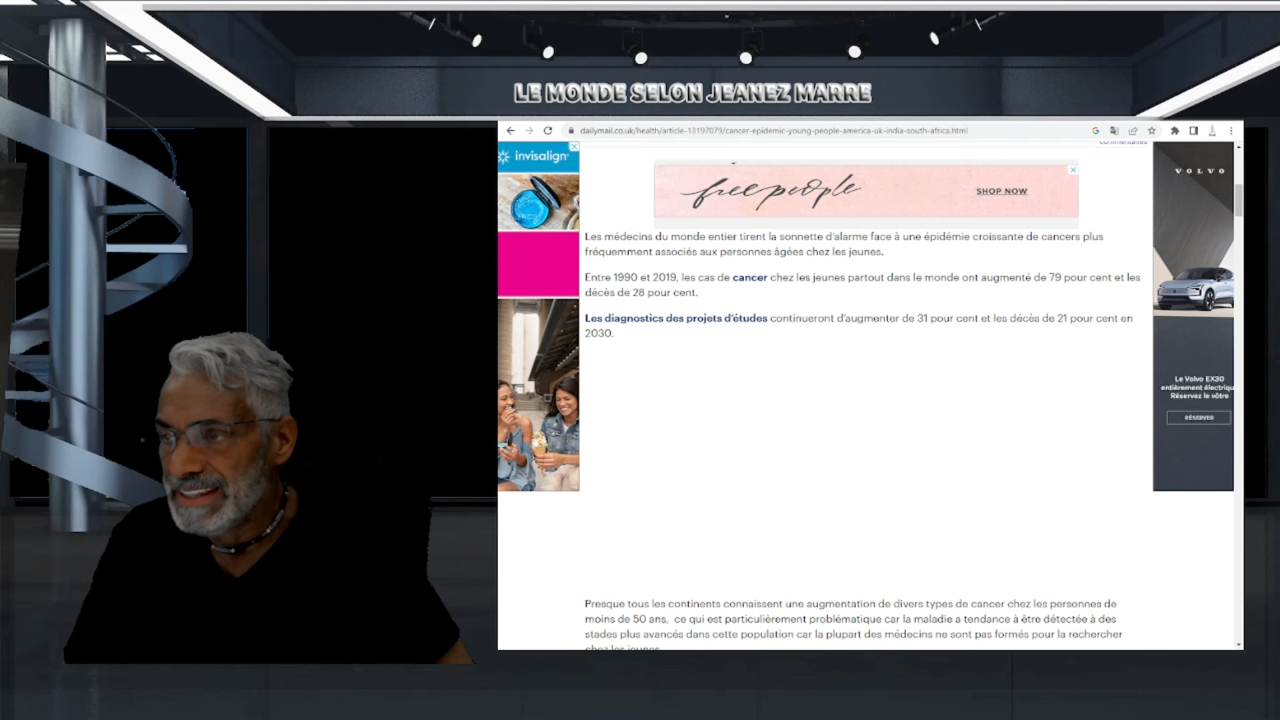 LE MONDE SELON JEANEZ MARRE
dailymail.co.uk/health/article-13197079/cancer-epidemic-young-people-america-uk-india-south-africa.html
invisalign
free people
SHOP NOW
VOLVO
Les médecins du monde entier tirent la sonnette d'alarme face à une épidémie croissante de cancers plus
fréquemment associés aux personnes âgées chez les jeunes.
Entre 1990 et 2019, les cas de cancer chez les jeunes partout dans le monde ont augmenté de 79 pour cent et les
décès de 28 pour cent.
Les diagnostics des projets d'études continueront d'augmenter de 31 pour cent et les décès de 21 pour cent en
2030.
Le Volvo EX30
entièrement électriqu
Réservez le vôtre
RÉSERVER
Presque tous les continents connaissent une augmentation de divers types de cancer chez les personnes de
moins de 50 ans, ce qui est particulièrement problématique car la maladie a tendance à être détectée à des
stades plus avancés dans cette population car la plupart des médecins ne sont pas formés pour la rechercher
chez les jeunes